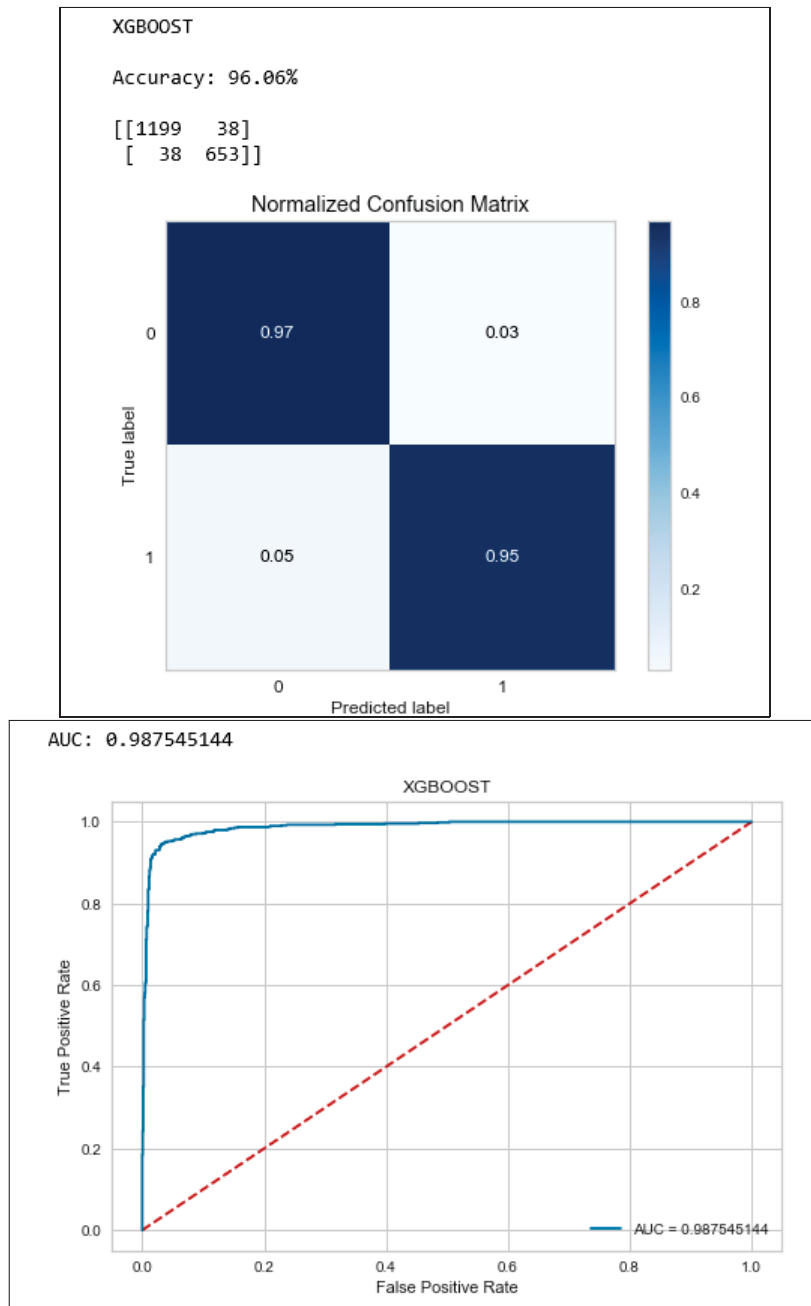 XGBOOST
Accuracy: 96.06%
[[1199 38]
[ 38 653]]
Normalized Confusion Matrix
0.97 0.03
0.05 0.95
0
1
True label
0 1
Predicted label
0.8
0.6
0.4
0.2
AUC: 0.987545144
XGBOOST
1.0
0.8
0.6
0.4
0.2
0.0
True Positive Rate
AUC = 0.987545144
0.0 0.2 0.4 0.6 0.8 1.0
False Positive Rate